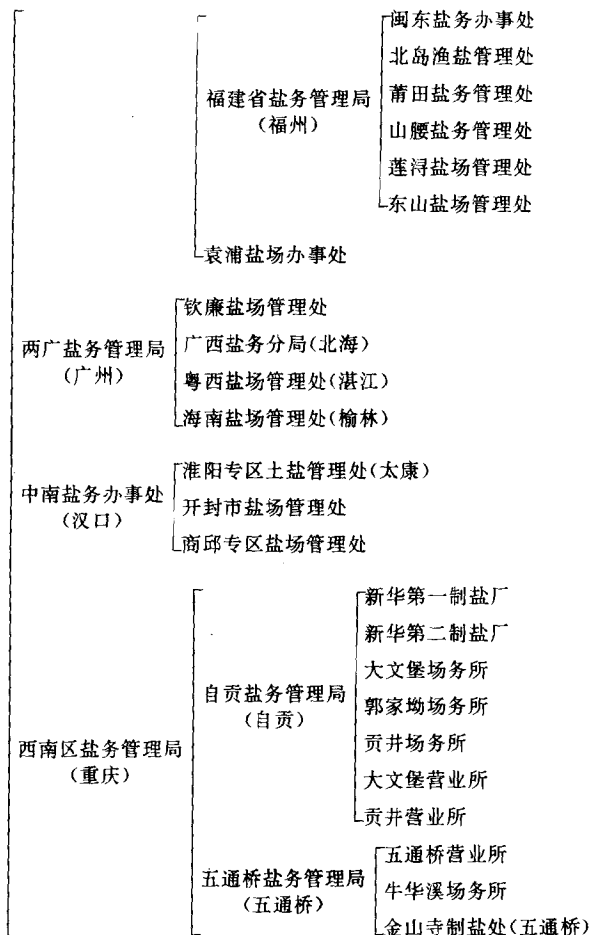 闽东盐务办事处
北岛渔盐管理处
福建省盐务管理局
(福州)
莆田盐务管理处
山腰盐务管理处
莲浔盐场管理处
东山盐场管理处
袁浦盐场办事处
两广盐务管理局
(广州)
钦廉盐场管理处
广西盐务分局(北海)
粤西盐场管理处(湛江)
海南盐场管理处(榆林)
中南盐务办事处
(汉口)
淮阳专区土盐管理处(太康)
开封市盐场管理处
商邱专区盐场管理处
西南区盐务管理局
(重庆)
自贡盐务管理局
(自贡)
新华第一制盐厂
新华第二制盐厂
大文堡场务所
郭家坳场务所
贡井场务所
大文堡营业所
贡井营业所
五通桥盐务管理局
(五通桥)
五通桥营业所
牛华溪场务所
金山寺制盐处(五通桥)